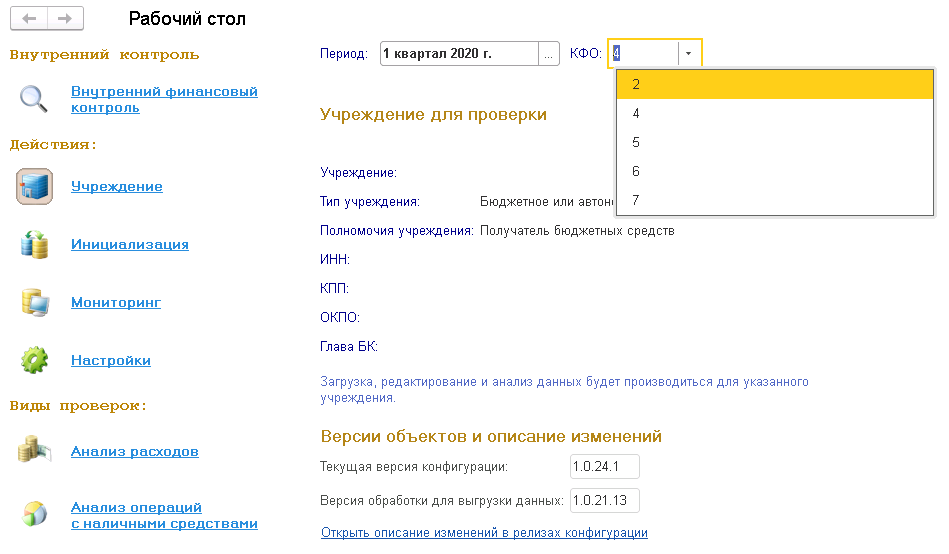 Рабочий стол
Внутренний контроль
Внутренний финансовый
контроль
Действия:
Учреждение
Инициализация
Мониторинг
Настройки
Виды проверок:
Анализ расходов
Анализ операций
с наличными средствами
Период: 1 квартал 2020 г. ... КФО: 4
2
4
5
6
7
Учреждение для проверки
Учреждение:
Тип учреждения: Бюджетное или автон
Полномочия учреждения: Получатель бюджетных средств
ИНН:
КПП:
ОКПО:
Глава БК:
Загрузка, редактирование и анализ данных будет производиться для указанного
учреждения.
Версии объектов и описание изменений
Текущая версия конфигурации: 1.0.24.1
Версия обработки для выгрузки данных: 1.0.21.13
Открыть описание изменений в релизах конфигурации